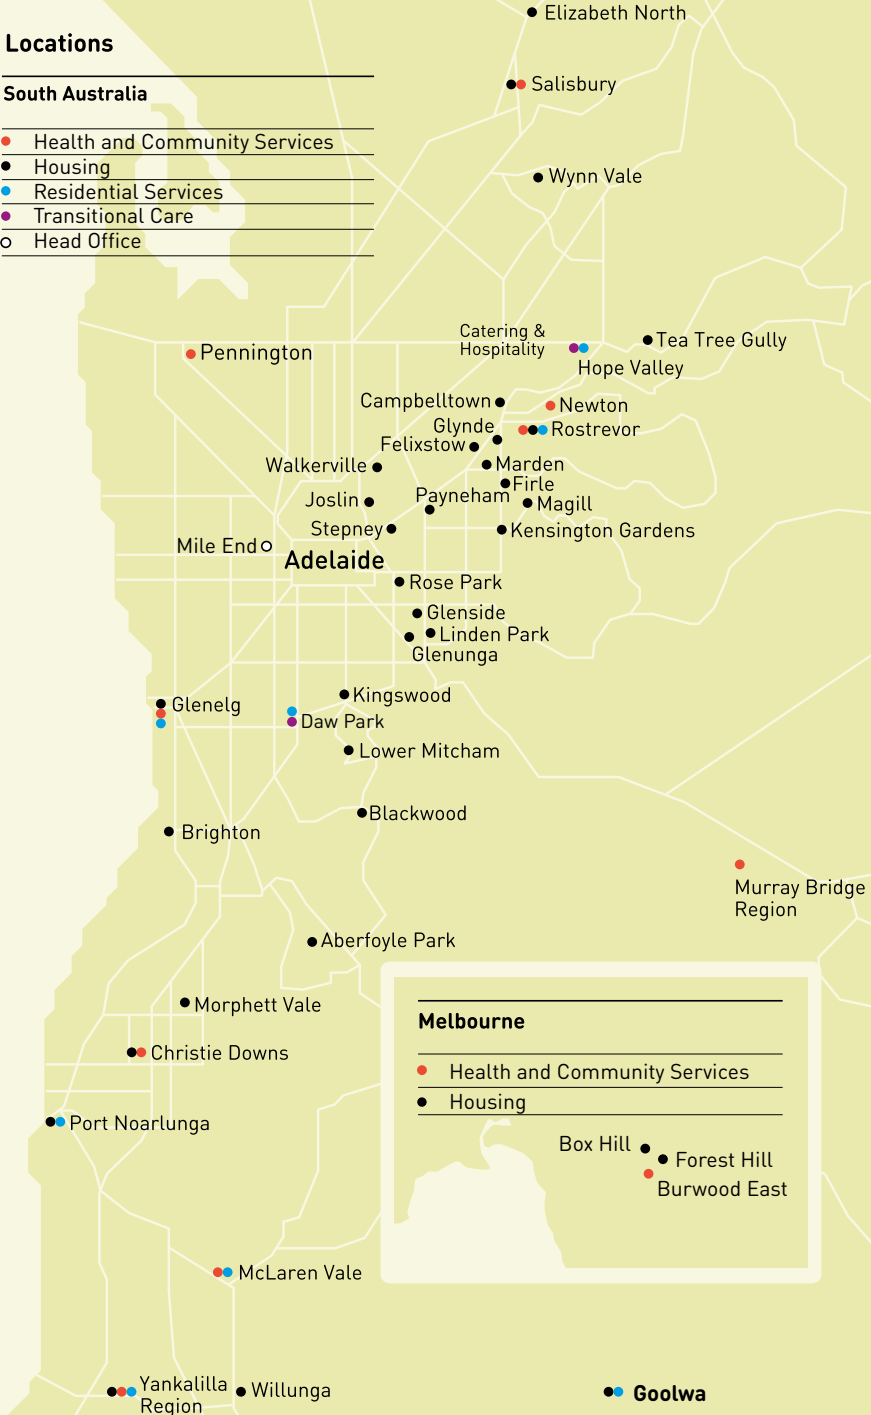 Elizabeth North
Locations
Salisbury
South Australia
Health and Community Services
Housing
Wynn Vale
Residential Services
Transitional Care
Head Office
Catering &
Hospitality
Tea Tree Gully
Pennington
Hope Valley
Campbelltown
Newton
Glynde
Rostrevor
Felixstow
Walkerville
Marden
Firle
Joslin
Payneham
Magill
Stepney
Kensington Gardens
Mile End
Adelaide
Rose Park
Glenside
Linden Park
Glenunga
Kingswood
Glenelg
Daw Park
Lower Mitcham
Blackwood
Brighton
Murray Bridge
Region
Aberfoyle Park
Morphett Vale
Melbourne
Christie Downs
Health and Community Services
Housing
Port Noarlunga
Box Hill
Forest Hill
Burwood East
McLaren Vale
Yankalilla
Region
Willunga
Goolwa